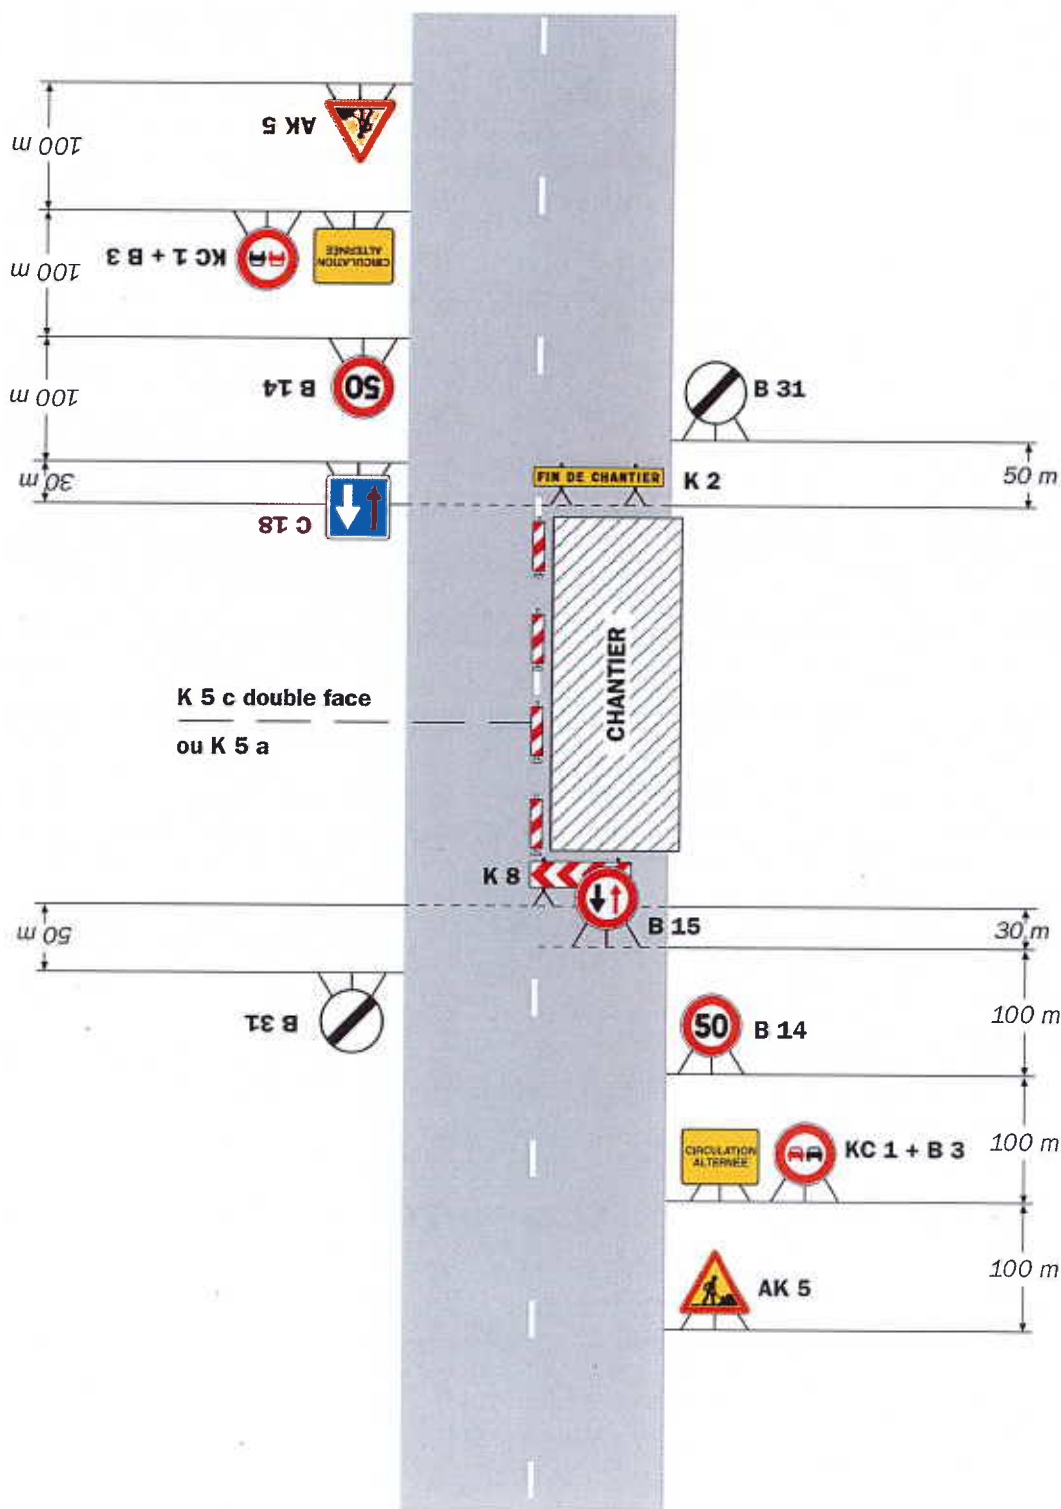 100 m
AK 5
100 m
KC 1 + B 3
CIRCULATION
ALTERNÉE
100 m
B 14
50
B 31
30 m
C 18
FIN DE CHANTIER
K 2
50 m
CHANTIER
K 5 c double face
ou K 5 a
K 8
B 15
50 m
30 m
B 31
50
B 14
100 m
CIRCULATION
ALTERNÉE
KC 1 + B 3
100 m
AK 5
100 m